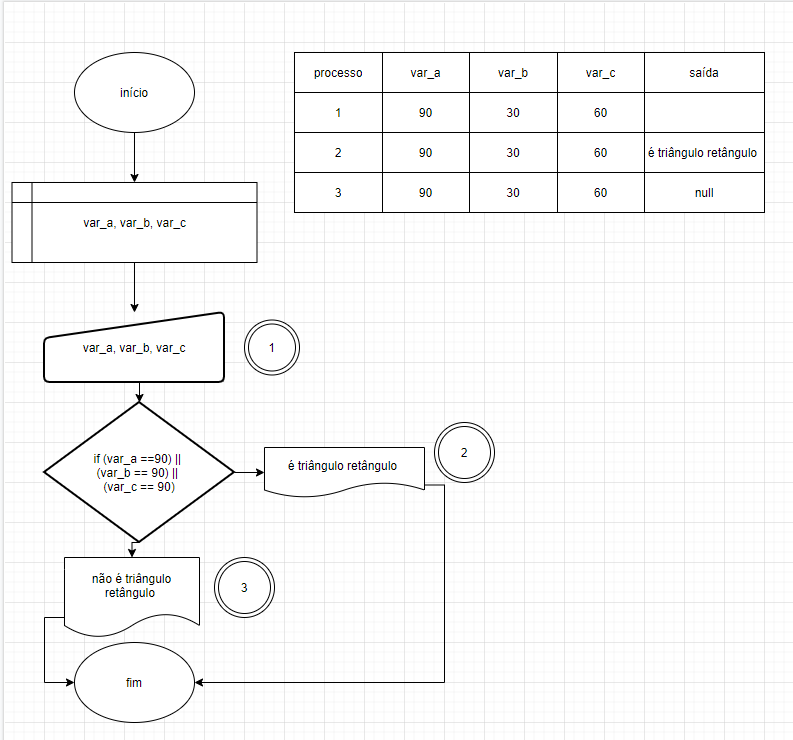 início
processo var_a var_b var_c saída
1 90 30 60
2 90 30 60 é triângulo retângulo
3 90 30 60 null
var_a, var_b, var_c
var_a, var_b, var_c
1
if (var_a ==90) ||
(var_b == 90) ||
(var_c == 90)
é triângulo retângulo
2
não é triângulo
retângulo
3
fim